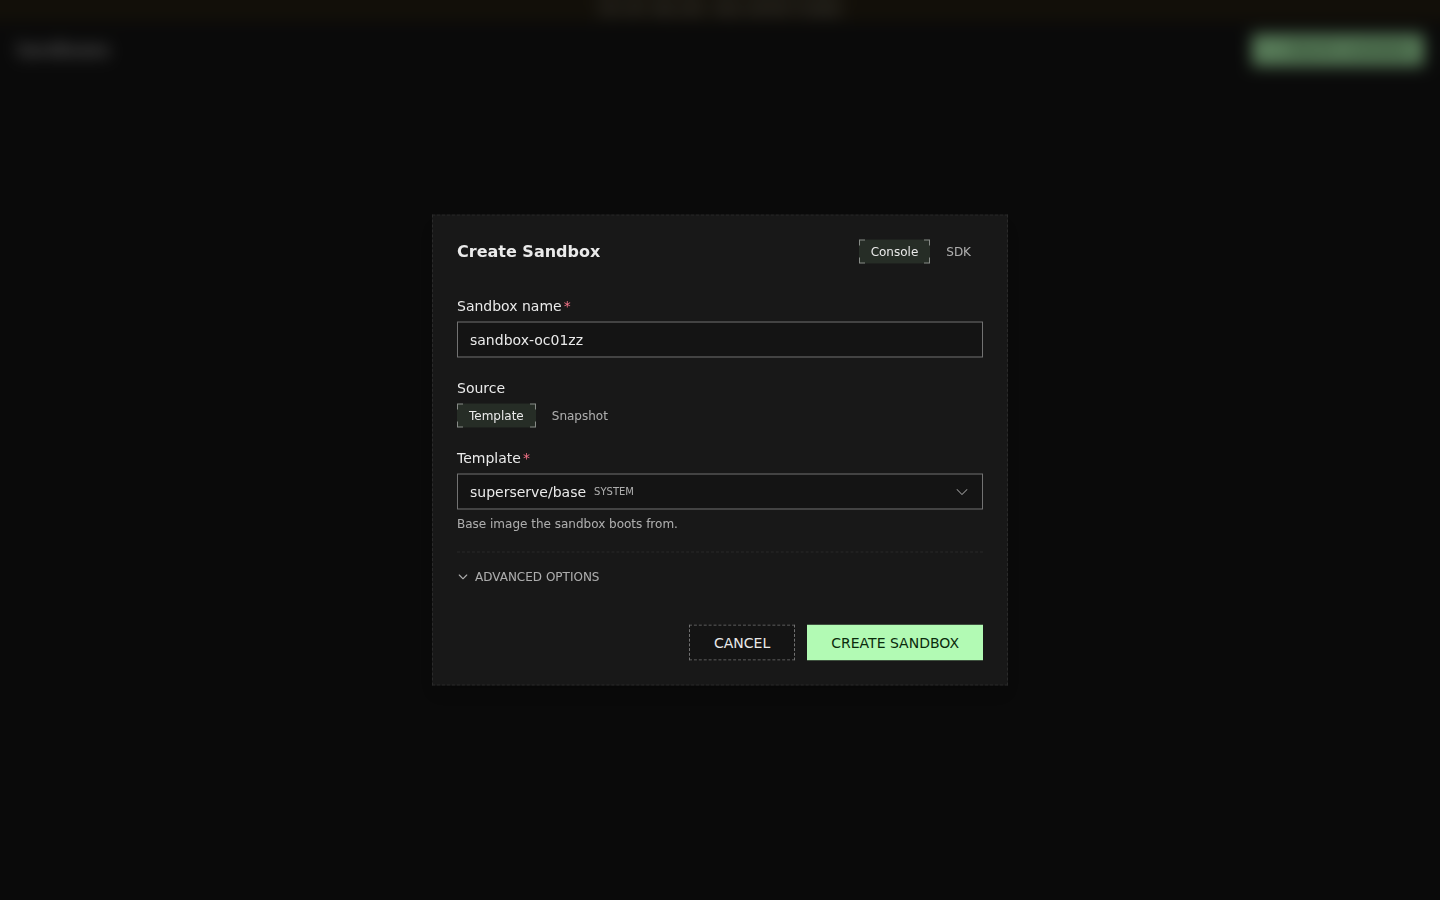 Create Sandbox
Console SDK
Sandbox name*
sandbox-oc01zz
Source
Template Snapshot
Template*
superserve/base SYSTEM
Base image the sandbox boots from.
ADVANCED OPTIONS
CANCEL CREATE SANDBOX